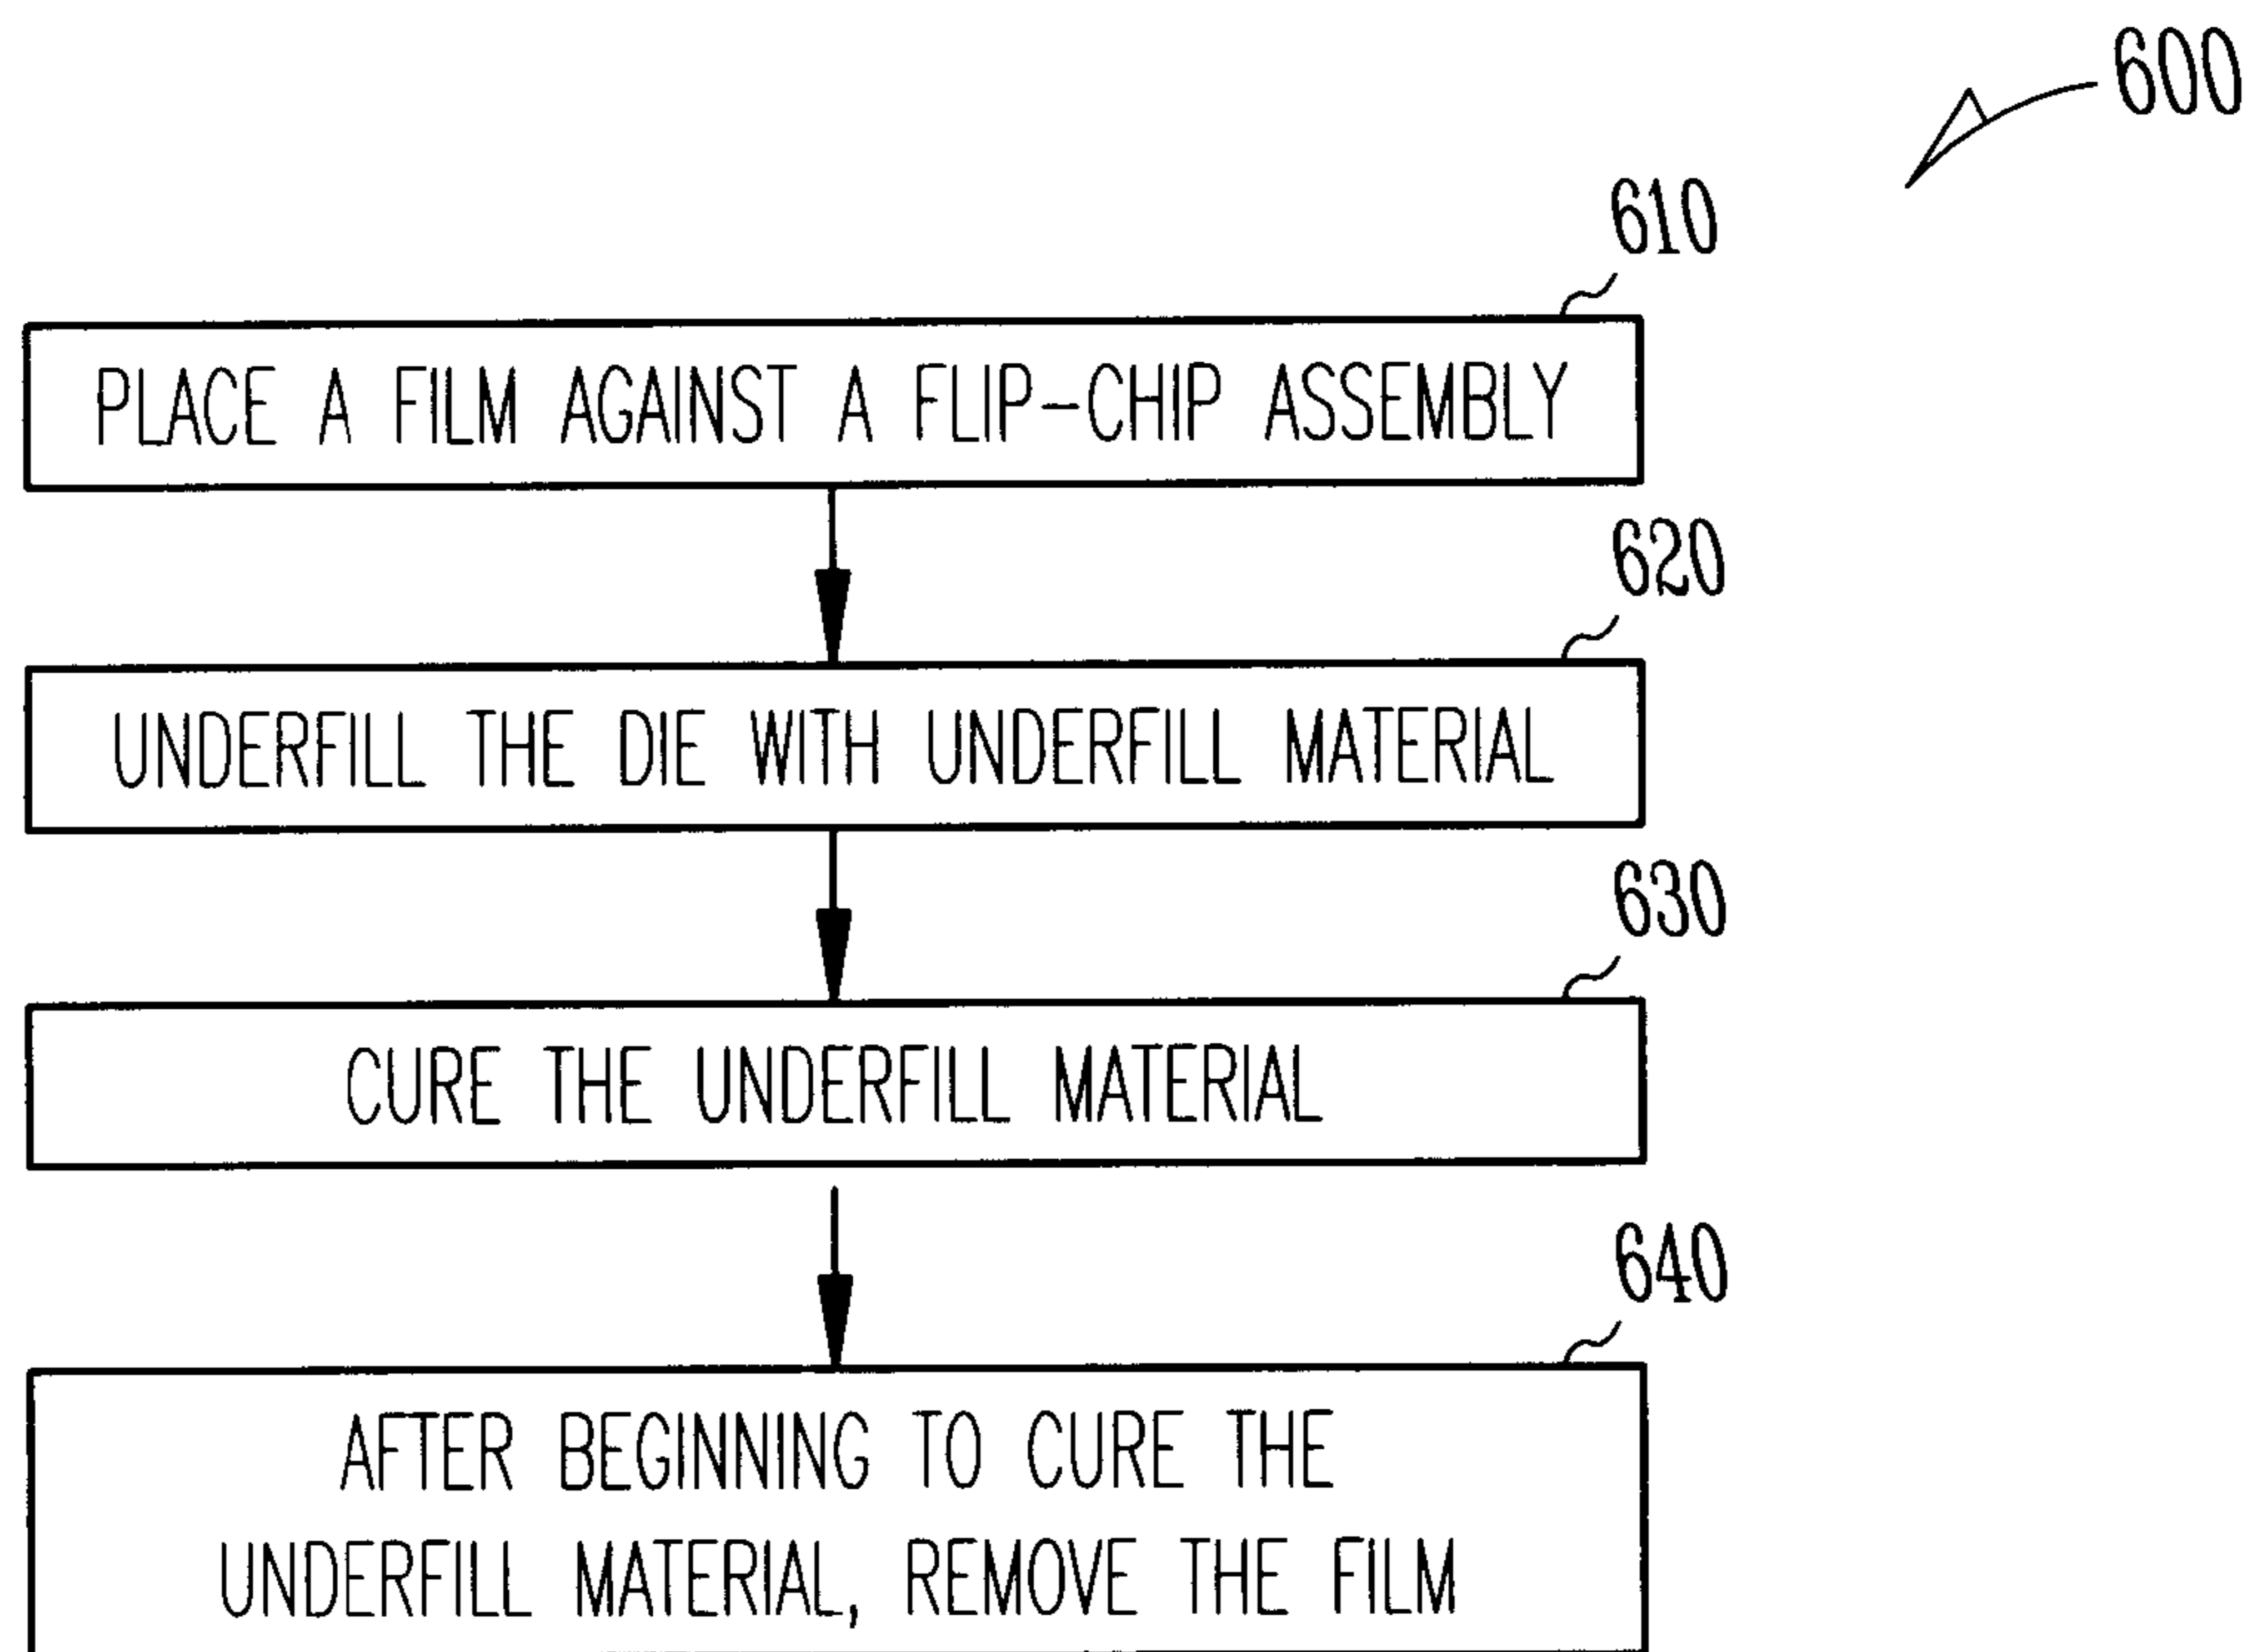 600
610
PLACE A FILM AGAINST A FLIP-CHIP ASSEMBLY
620
UNDERFILL THE DIE WITH UNDERFILL MATERIAL
630
CURE THE UNDERFILL MATERIAL
640
AFTER BEGINNING TO CURE THE
UNDERFILL MATERIAL, REMOVE THE FILM